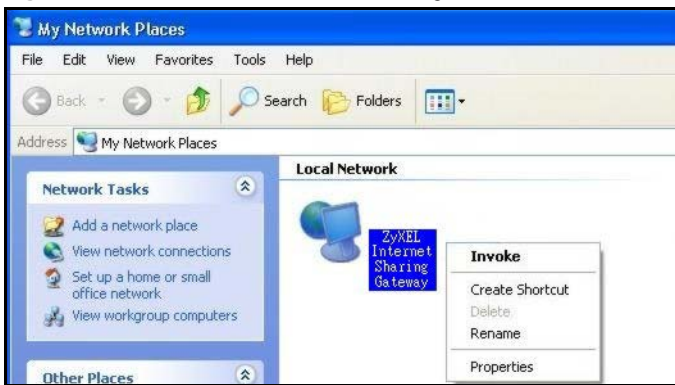 My Network Places
File Edit View Favorites Tools Help
Back Search Folders
Address My Network Places
Network Tasks
Add a network place
View network connections
Set up a home or small
office network
View workgroup computers
Other Places
Local Network
ZyXEL
Internet
Sharing
Gateway
Invoke
Create Shortcut
Delete
Rename
Properties